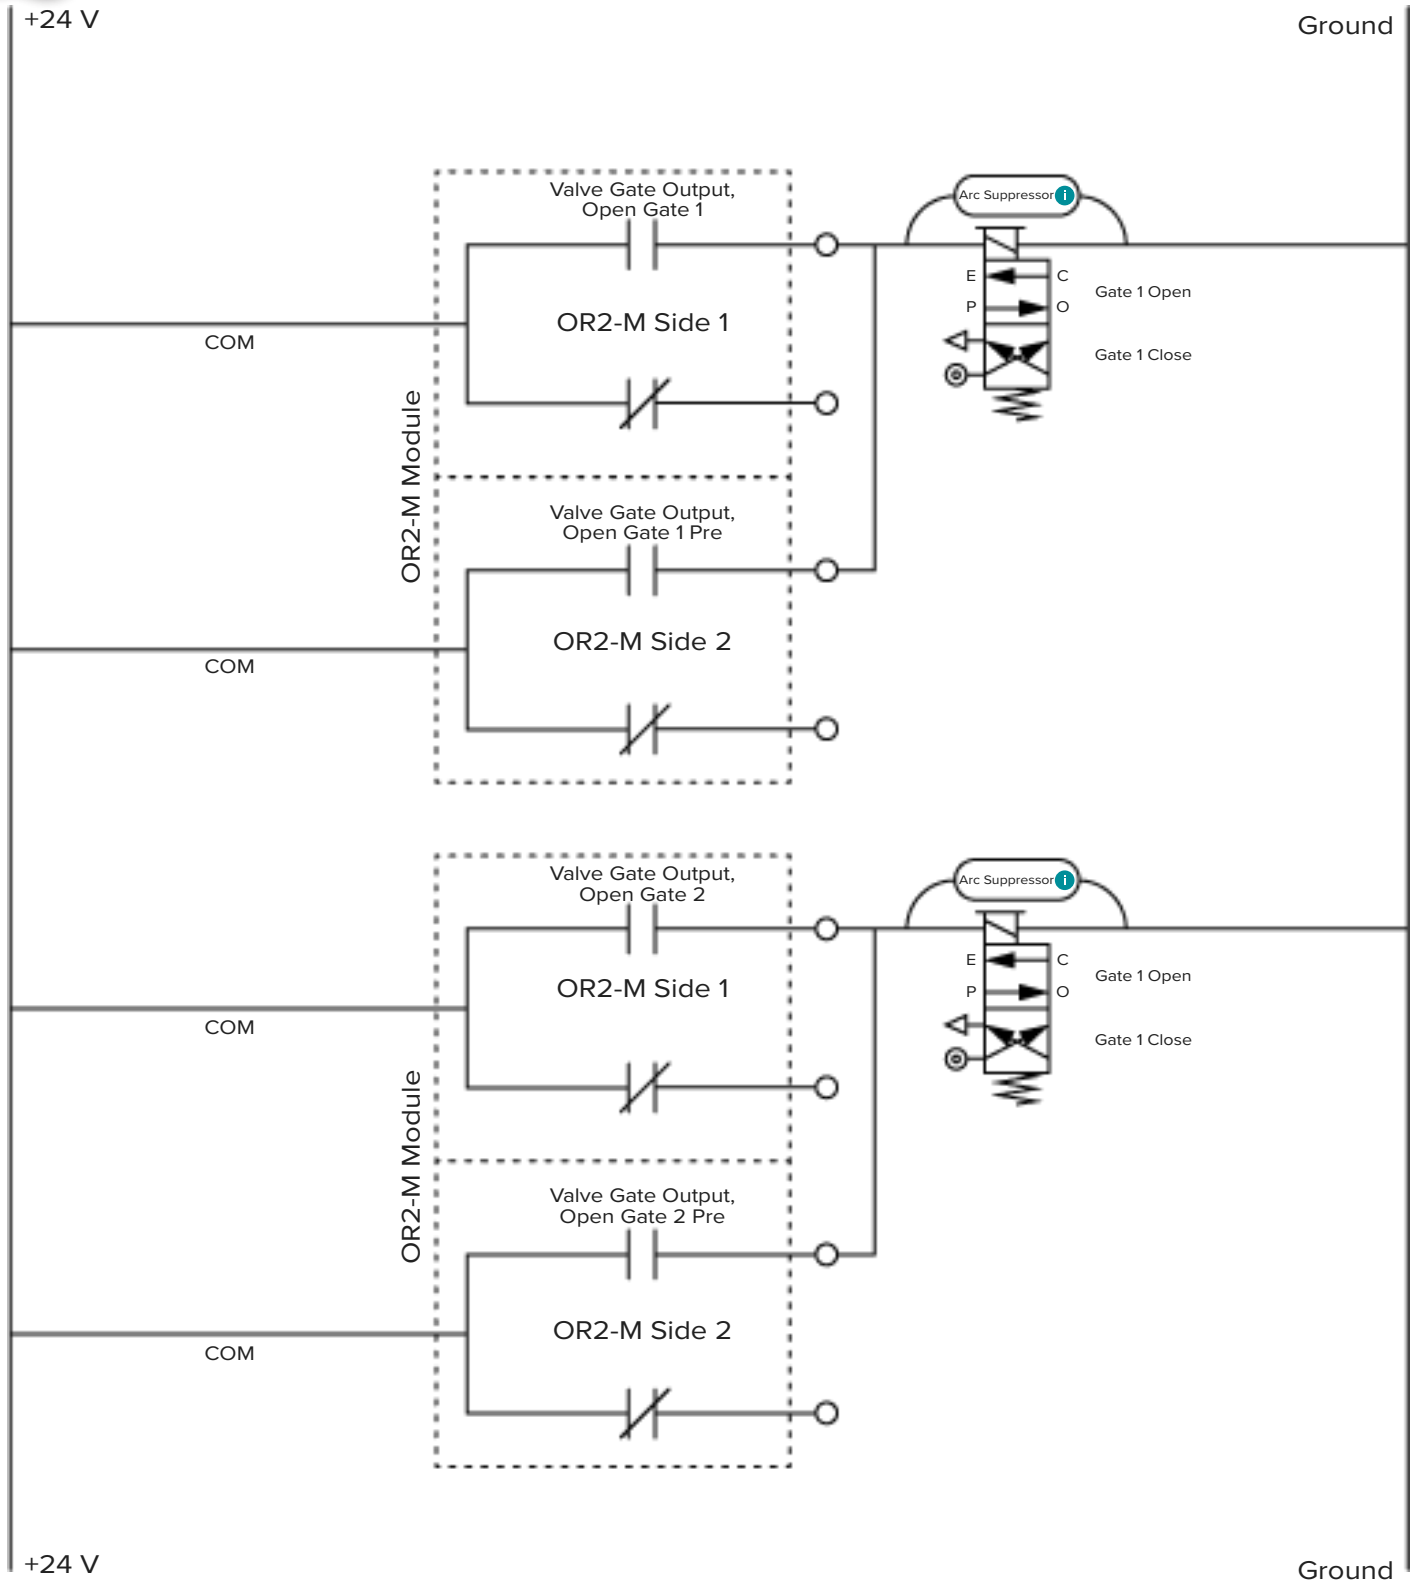 +24 V
Ground
Valve Gate Output,
Open Gate 1
Arc Suppressor i
E
C
Gate 1 Open
P
O
OR2-M Side 1
COM
Gate 1 Close
OR2-M Module
Valve Gate Output,
Open Gate 1 Pre
OR2-M Side 2
COM
Valve Gate Output,
Open Gate 2
Arc Suppressor i
E
C
Gate 1 Open
P
O
OR2-M Side 1
COM
Gate 1 Close
OR2-M Module
Valve Gate Output,
Open Gate 2 Pre
OR2-M Side 2
COM
+24 V
Ground